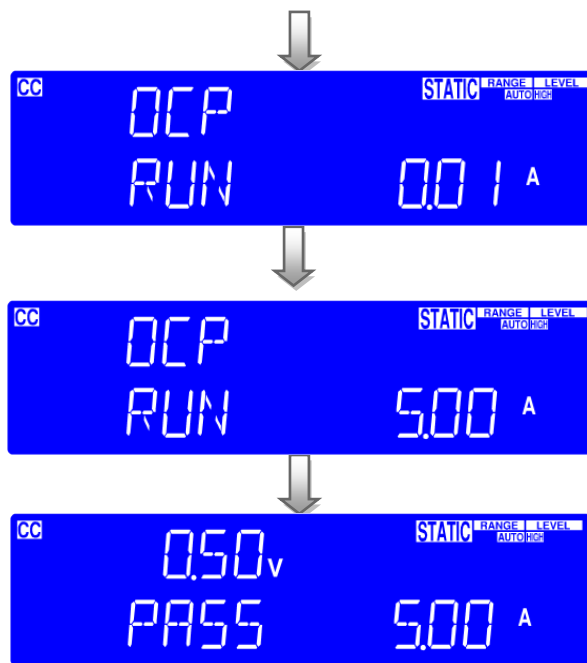 CC STATIC RANGE LEVEL
AUTO HIGH
OCP
RUN 0.01 A
CC STATIC RANGE LEVEL
AUTO HIGH
OCP
RUN 5.00 A
CC STATIC RANGE LEVEL
AUTO HIGH
0.50 V
PASS 5.00 A